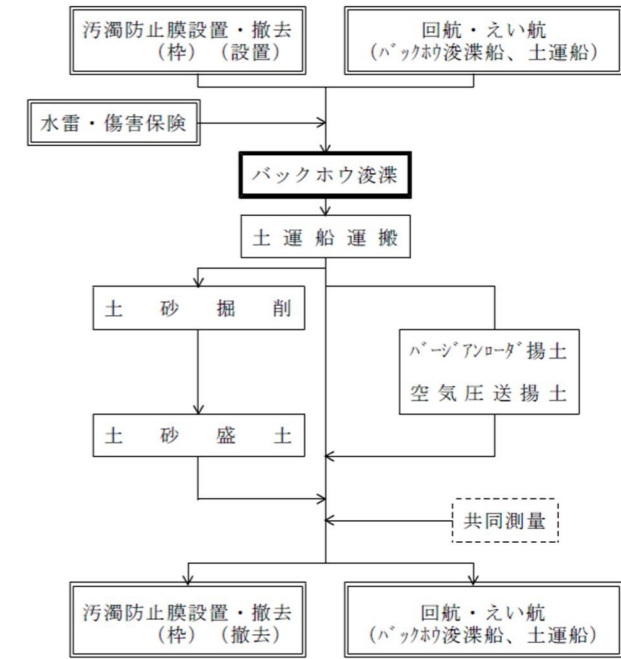 汚濁防止膜設置・撤去
(枠)(設置)
回航・えい航
(バックホウ浚渫船、土運船)
水雷・傷害保険
バックホウ浚渫
土運船運搬
土砂掘削
バージアンローダ揚土
空気圧送揚土
土砂盛土
共同測量
汚濁防止膜設置・撤去
(枠)(撤去)
回航・えい航
(バックホウ浚渫船、土運船)